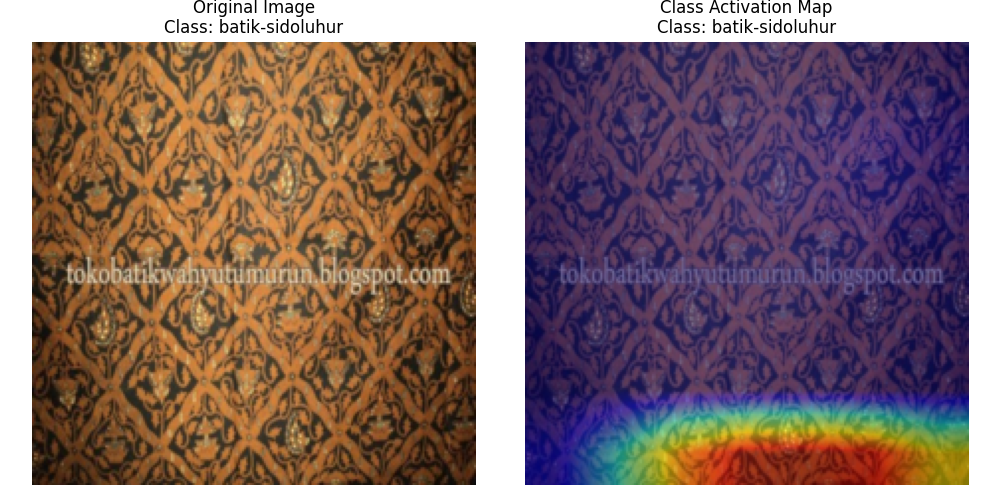 Original Image
Class: batik-sidoluhur
Class Activation Map
Class: batik-sidoluhur
tokobatikwahyutumurun.blogspot.com
tokobatikwahyutumurun.blogspot.com